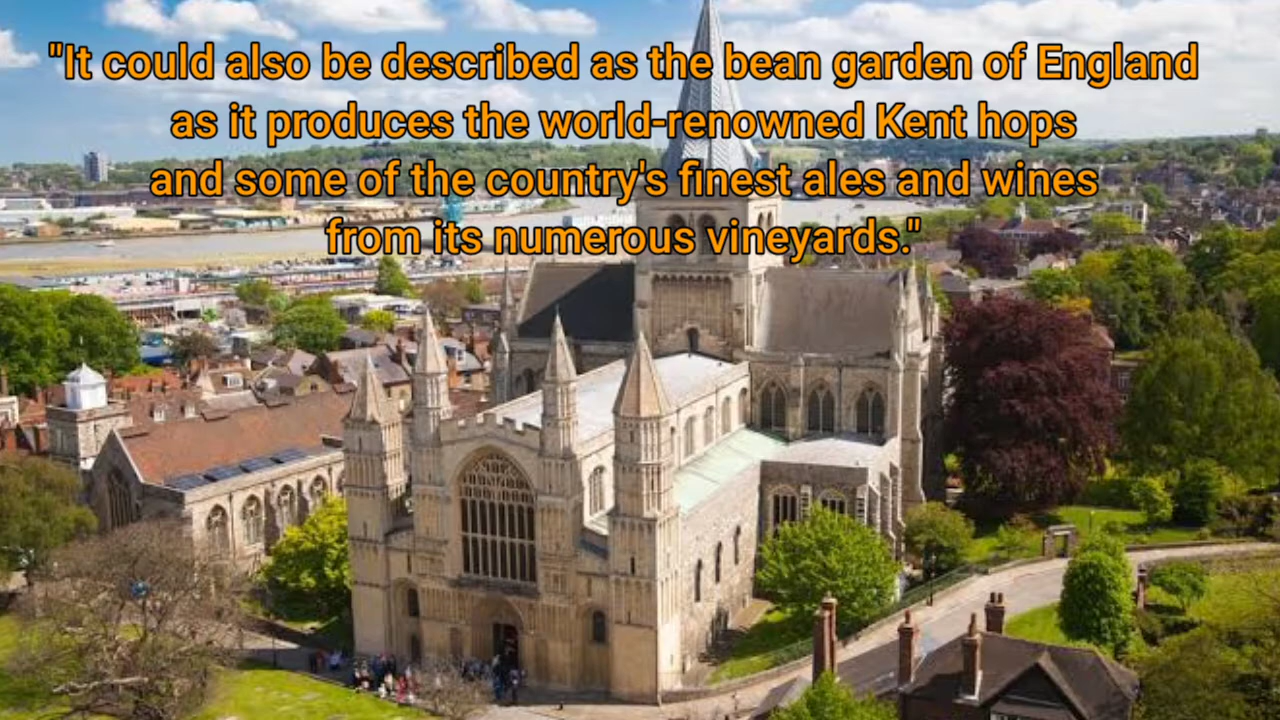 "It could also be described as the bean garden of England
as it produces the world-renowned Kent hops
and some of the country's finest ales and wines
from its numerous vineyards."